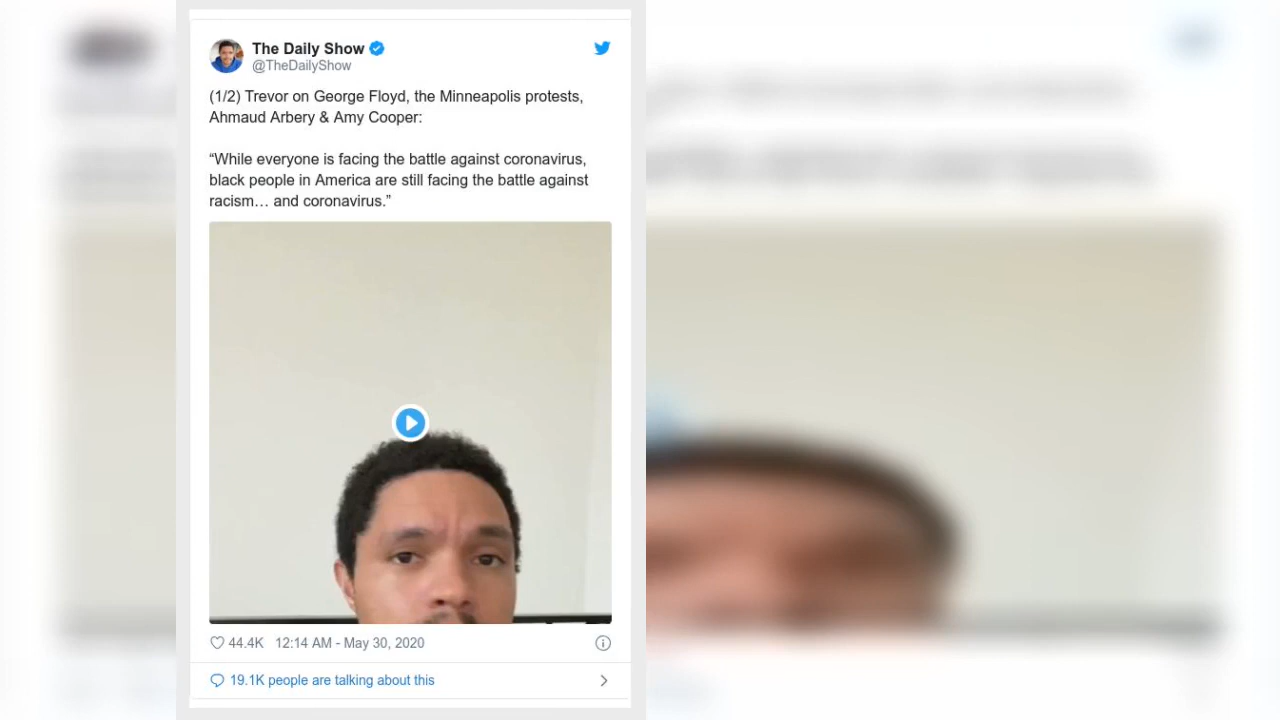 The Daily Show
@TheDailyShow
(1/2) Trevor on George Floyd, the Minneapolis protests,
Ahmaud Arbery & Amy Cooper:
“While everyone is facing the battle against coronavirus,
black people in America are still facing the battle against
racism… and coronavirus.”
44.4K 12:14 AM - May 30, 2020
19.1K people are talking about this